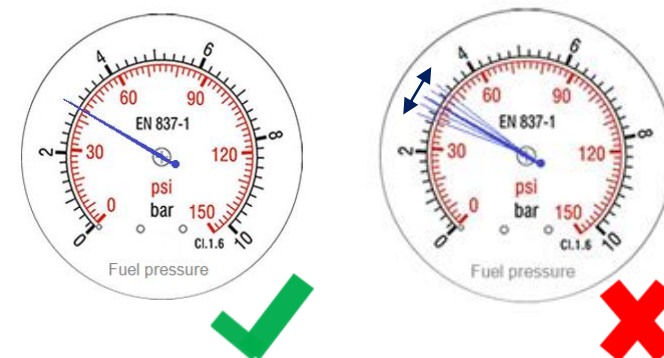 4 6
60 90
EN 837-1
2 30 120 8
psi
0 bar 150
0 10
Cl.1.6
Fuel pressure
4 6
60 90
EN 837-1
2 30 120 8
psi
0 bar 150
0 10
Cl.1.6
Fuel pressure